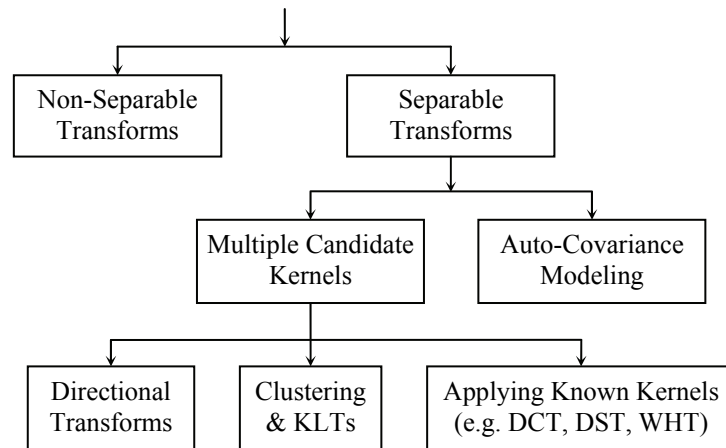 Non-Separable
Transforms
Separable
Transforms
Multiple Candidate
Kernels
Auto-Covariance
Modeling
Directional
Transforms
Clustering
& KLTs
Applying Known Kernels
(e.g. DCT, DST, WHT)